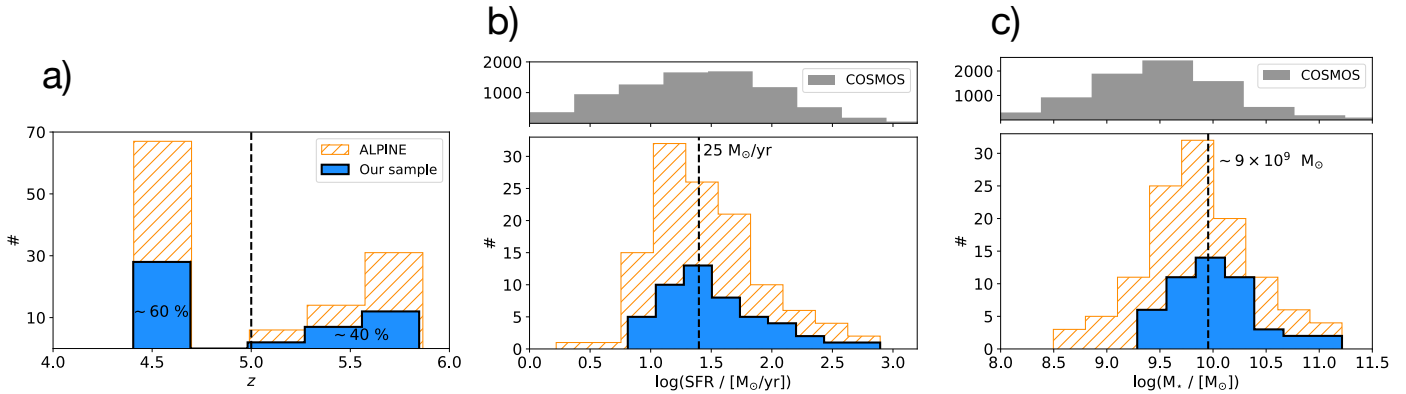 a)
70
50
30
10
#
4.0 4.5 5.0 5.5 6.0
z
ALPINE
Our sample
~ 60 %
~ 40 %
b)
2000
1000
COSMOS
30
25
20
15
10
5
0
#
25 M☉/yr
0.0 0.5 1.0 1.5 2.0 2.5 3.0
log(SFR / [M☉/yr])
c)
2000
1000
COSMOS
30
25
20
15
10
5
0
#
~ 9 × 10⁹ M☉
8.0 8.5 9.0 9.5 10.0 10.5 11.0 11.5
log(M⋆ / [M☉])